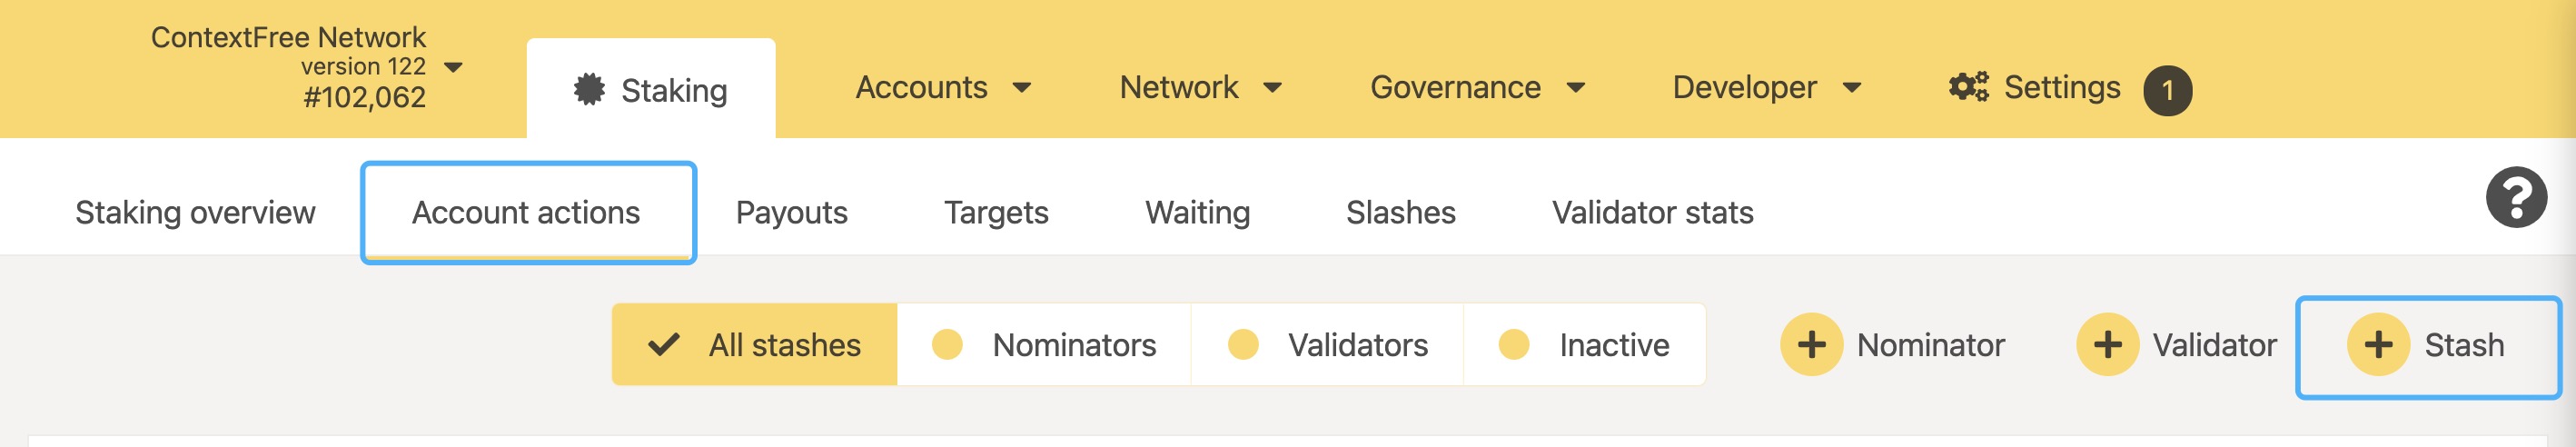 ContextFree Network
version 122
#102,062
Staking
Accounts
Network
Governance
Developer
Settings
1
Staking overview
Account actions
Payouts
Targets
Waiting
Slashes
Validator stats
?
All stashes
Nominators
Validators
Inactive
+ Nominator
+ Validator
+ Stash